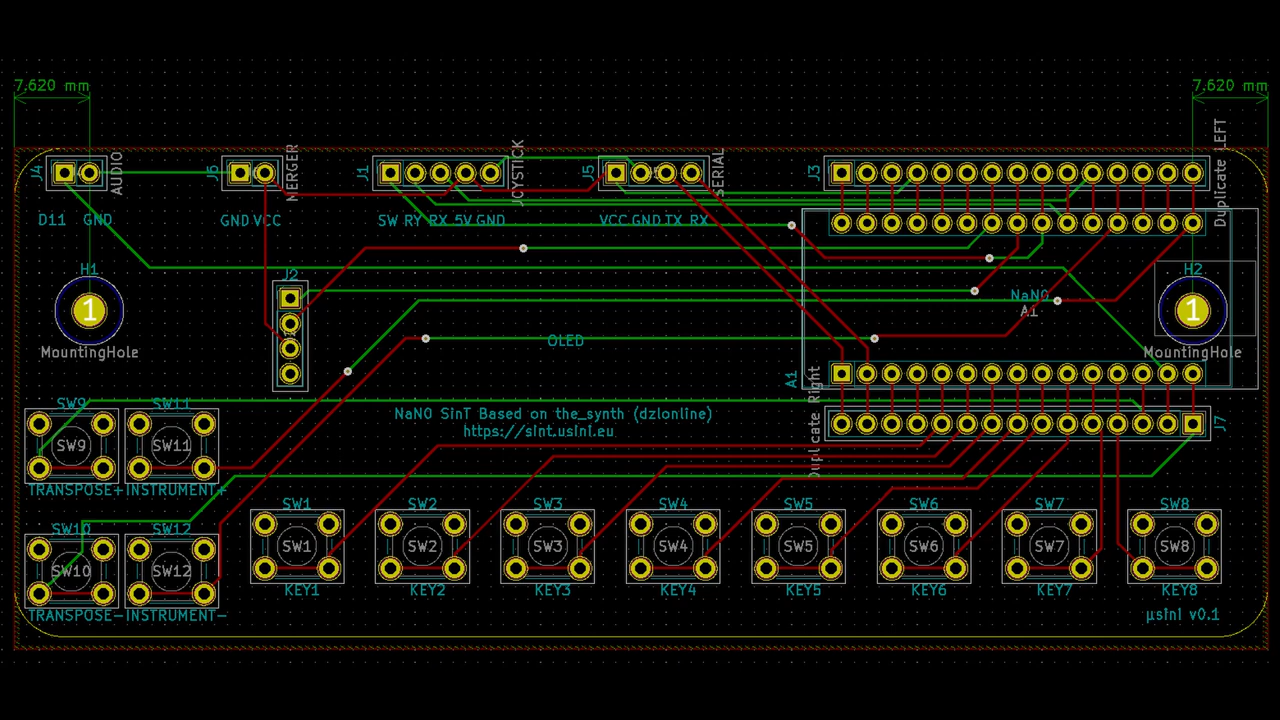 7.620 mm
7.620 mm
J4
AUDIO
MERGER
J1
JOYSTICK
J5
SERIAL
J3
Duplicate LEFT
D11 GND
GND VCC
SW RY RX 5V GND
VCC GND TX RX
H1
J2
H2
NaN0
A1
1
1
MountingHole
OLED
MountingHole
A1
Duplicate Right
SW9
SW11
NaN0 SinT Based on the_synth (dzlonline)
https://sint.usini.eu
J7
SW9
SW11
TRANSPOSE+
INSTRUMENT+
SW1
SW2
SW3
SW4
SW5
SW6
SW7
SW8
SW10
SW12
SW1
SW2
SW3
SW4
SW5
SW6
SW7
SW8
SW10
SW12
KEY1
KEY2
KEY3
KEY4
KEY5
KEY6
KEY7
KEY8
TRANSPOSE-
INSTRUMENT-
µsini v0.1